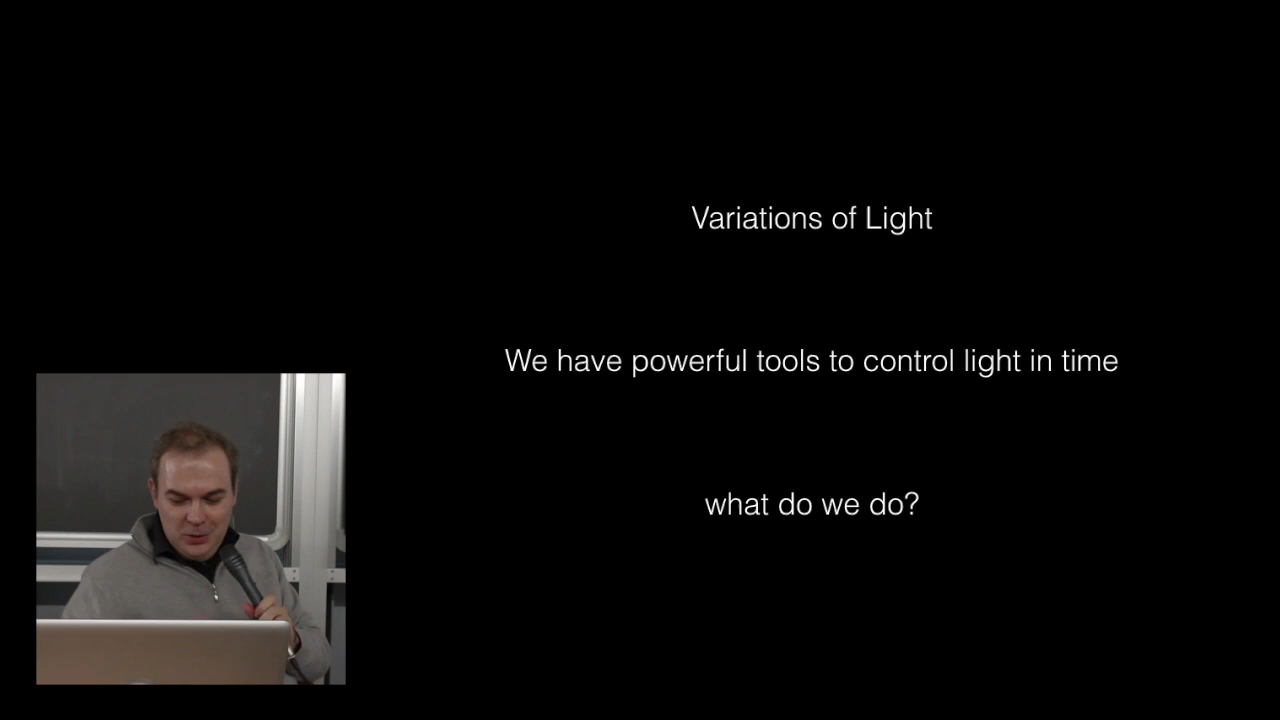 Variations of Light
We have powerful tools to control light in time
what do we do?